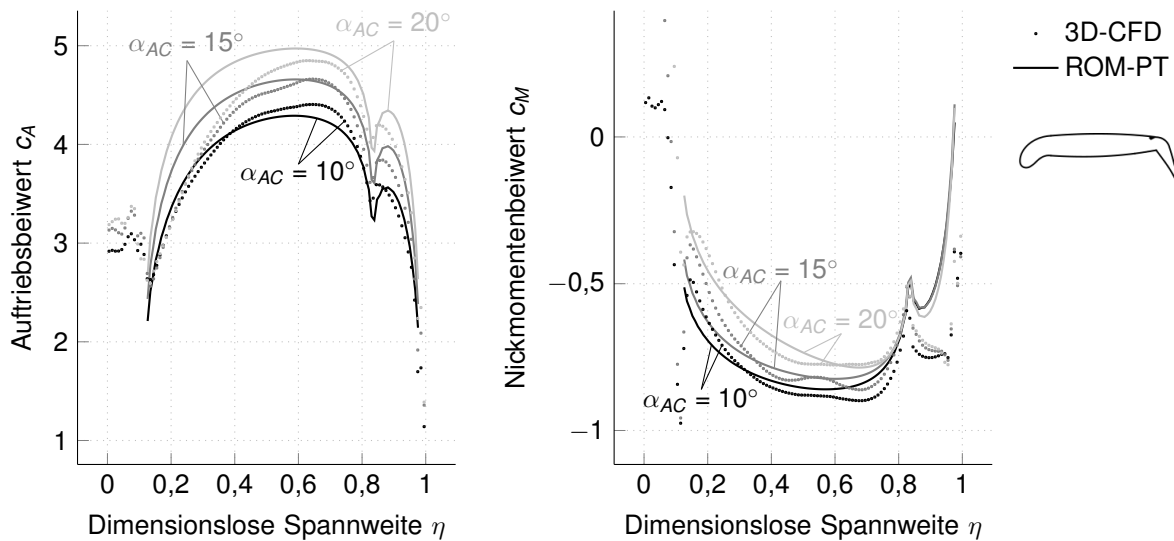 Auftriebsbeiwert c_A
5
4
3
2
1
0 0,2 0,4 0,6 0,8 1
Dimensionslose Spannweite η
α_AC = 20°
α_AC = 15°
α_AC = 10°
Nickmomentenbeiwert c_M
0
−0,5
−1
0 0,2 0,4 0,6 0,8 1
Dimensionslose Spannweite η
α_AC = 15°
α_AC = 20°
α_AC = 10°
3D-CFD
ROM-PT